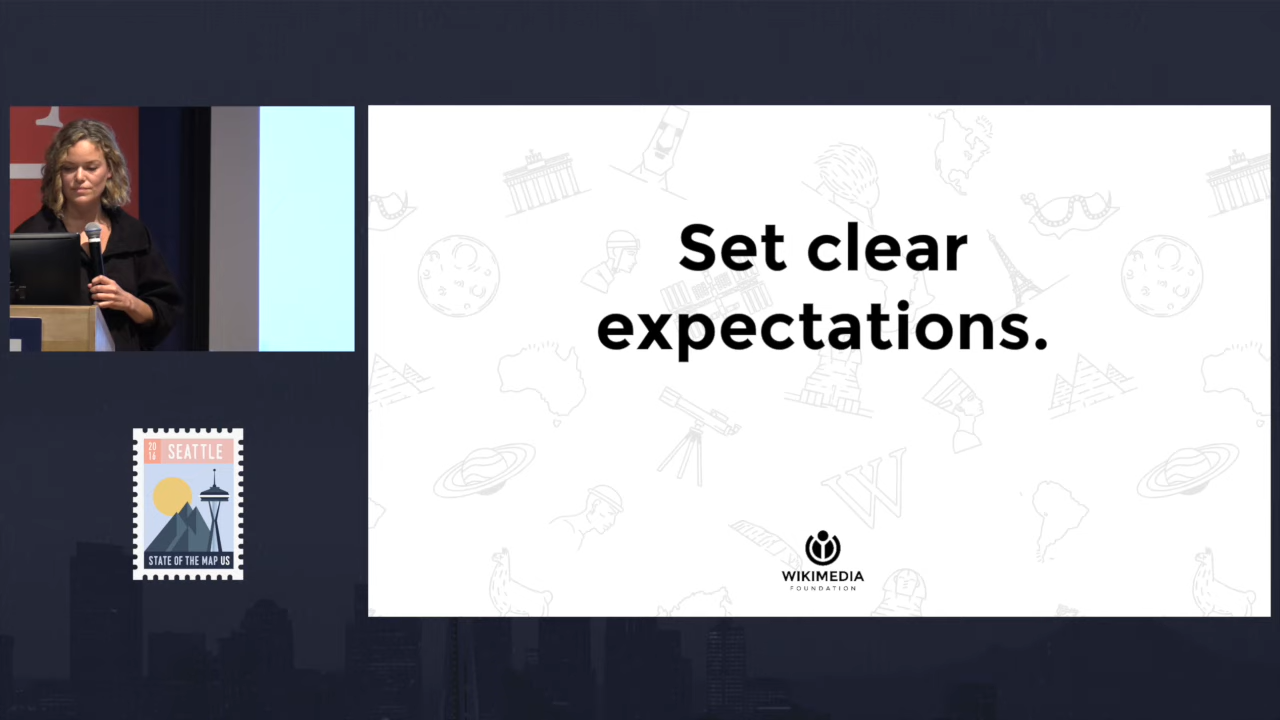 Set clear
expectations.
WIKIMEDIA
FOUNDATION
W
20
16
SEATTLE
STATE OF THE MAP US